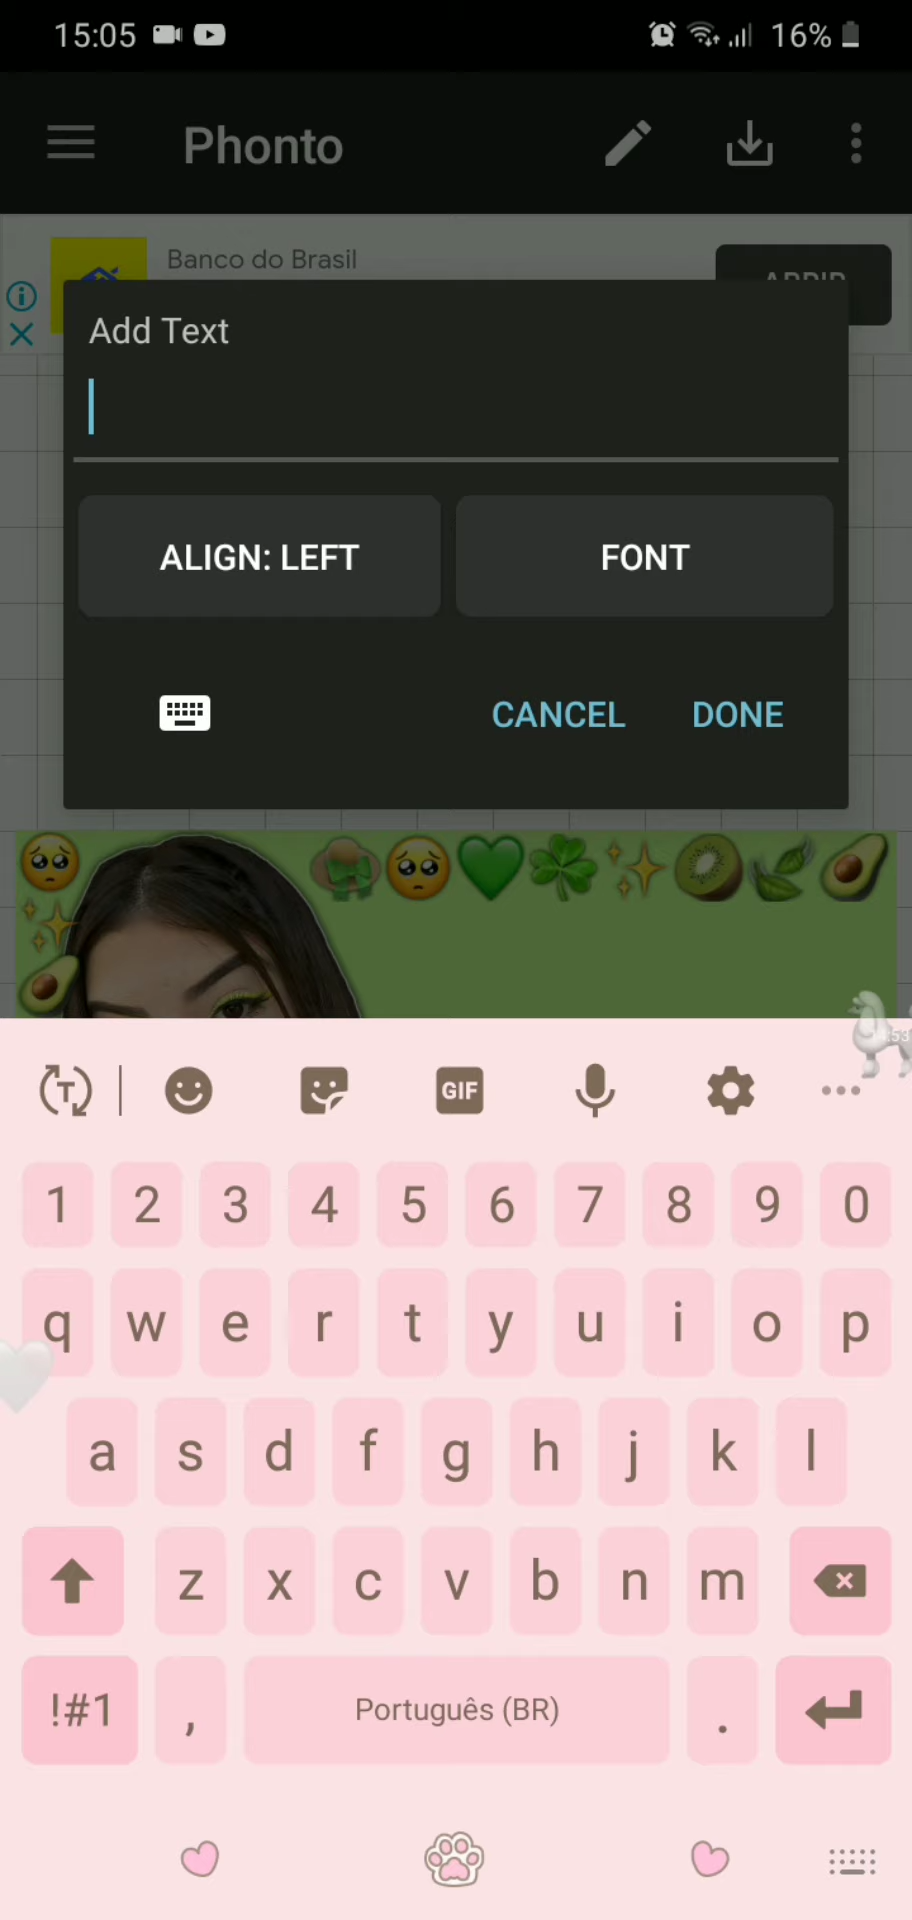 15:05
16%
Phonto
Banco do Brasil
Add Text
ALIGN: LEFT
FONT
CANCEL
DONE
GIF
1 2 3 4 5 6 7 8 9 0
q w e r t y u i o p
a s d f g h j k l
z x c v b n m
!#1 , Português (BR) .